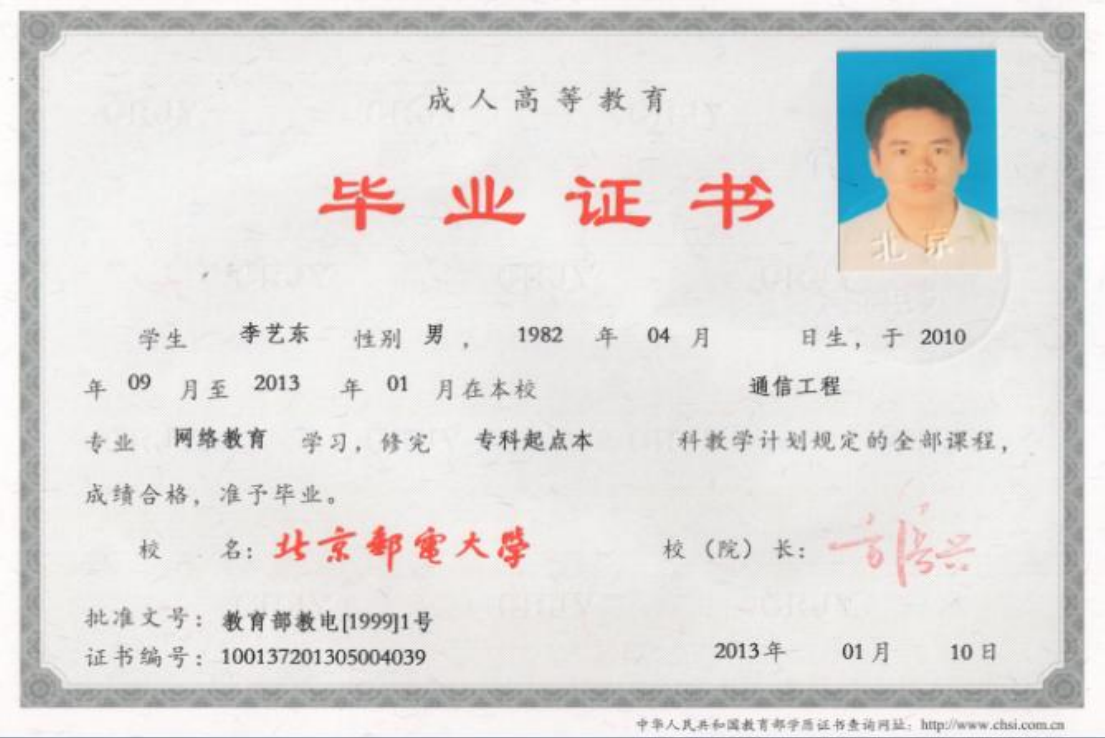 成人高等教育
毕业证书
北京
学生 李艺东 性别 男 ， 1982 年 04 月 日生，于 2010
年 09 月至 2013 年 01 月在本校 通信工程
专业 网络教育 学习，修完 专科起点本 科教学计划规定的全部课程，
成绩合格，准予毕业。
校 名：北京郵電大學 校（院）长：
批准文号：教育部教电[1999]1号
证书编号：100137201305004039 2013年 01月 10日
中华人民共和国教育部学历证书查询网址：http://www.chsi.com.cn